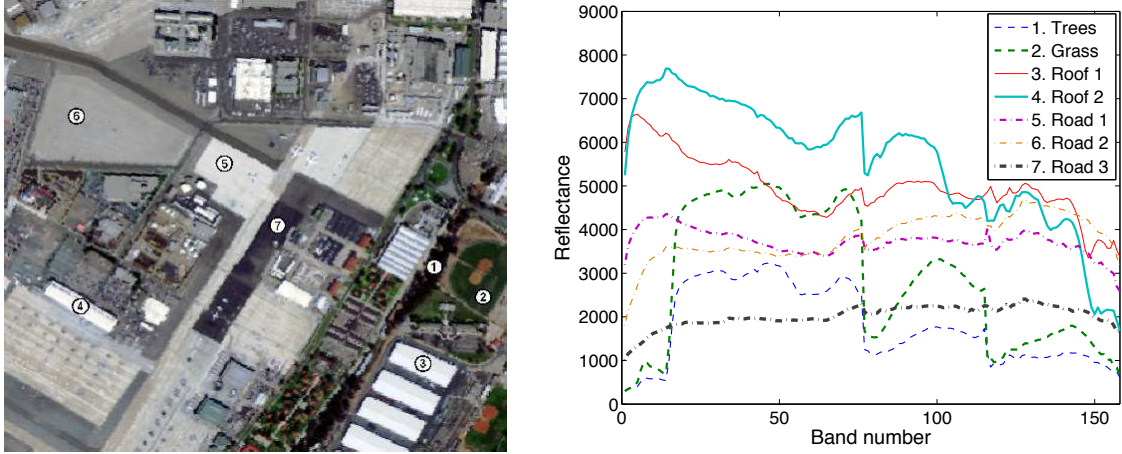 6
5
7
1
2
4
3
9000
8000
7000
6000
5000
4000
3000
2000
1000
0
Reflectance
0
50
100
150
Band number
1. Trees
2. Grass
3. Roof 1
4. Roof 2
5. Road 1
6. Road 2
7. Road 3